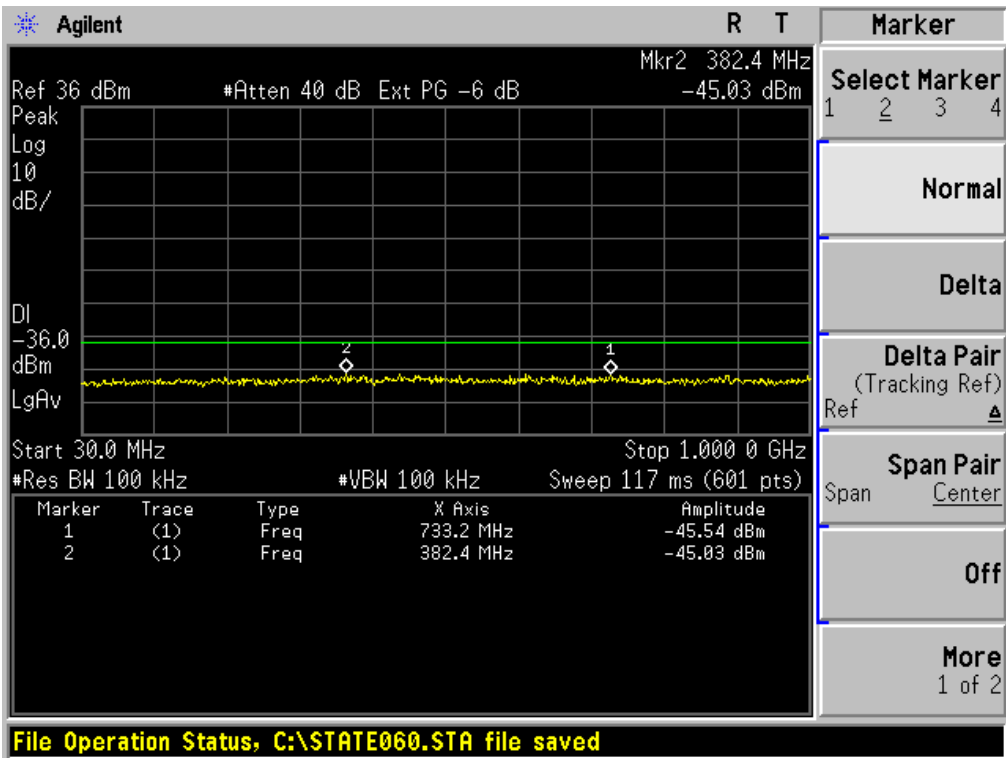 Agilent R T
Mkr2 382.4 MHz
Ref 36 dBm #Atten 40 dB Ext PG -6 dB -45.03 dBm
Peak
Log
10
dB/
DI
-36.0
dBm
LgAv
2
1
Start 30.0 MHz Stop 1.000 0 GHz
#Res BW 100 kHz #VBW 100 kHz Sweep 117 ms (601 pts)
Marker Trace Type X Axis Amplitude
1 (1) Freq 733.2 MHz -45.54 dBm
2 (1) Freq 382.4 MHz -45.03 dBm
File Operation Status, C:\STATE060.STA file saved
Marker
Select Marker
1 2 3 4
Normal
Delta
Delta Pair
(Tracking Ref)
Ref Δ
Span Pair
Span Center
Off
More
1 of 2